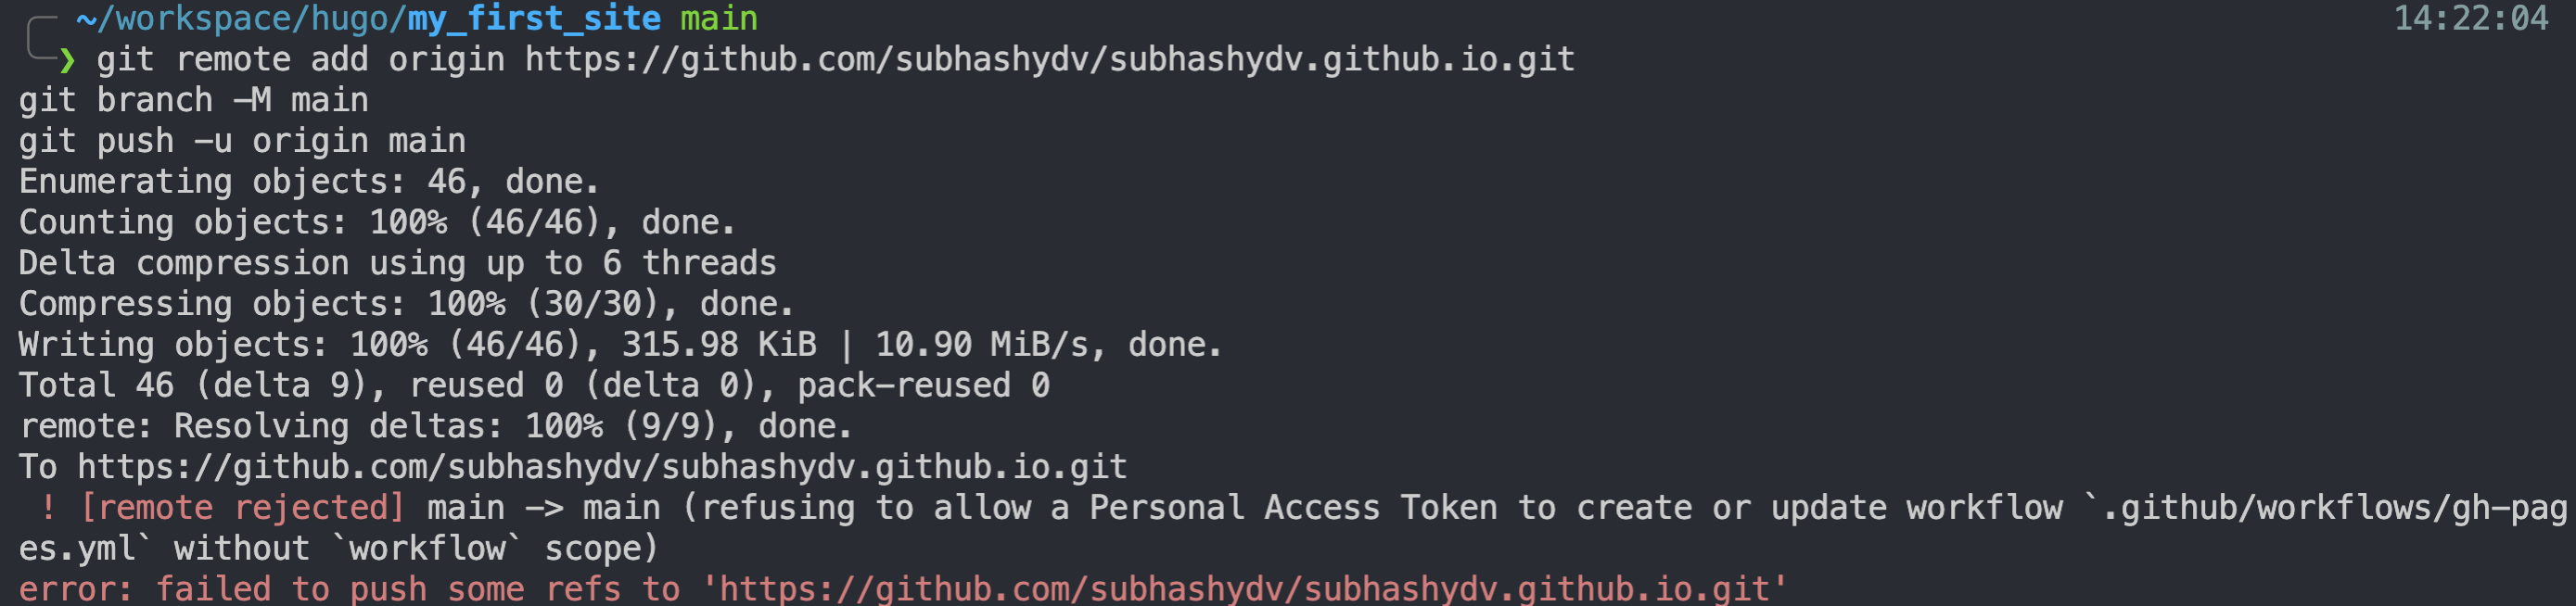 ~/workspace/hugo/my_first_site main 14:22:04
❯ git remote add origin https://github.com/subhashydv/subhashydv.github.io.git
git branch -M main
git push -u origin main
Enumerating objects: 46, done.
Counting objects: 100% (46/46), done.
Delta compression using up to 6 threads
Compressing objects: 100% (30/30), done.
Writing objects: 100% (46/46), 315.98 KiB | 10.90 MiB/s, done.
Total 46 (delta 9), reused 0 (delta 0), pack-reused 0
remote: Resolving deltas: 100% (9/9), done.
To https://github.com/subhashydv/subhashydv.github.io.git
 ! [remote rejected] main -> main (refusing to allow a Personal Access Token to create or update workflow `.github/workflows/gh-pag
es.yml` without `workflow` scope)
error: failed to push some refs to 'https://github.com/subhashydv/subhashydv.github.io.git'